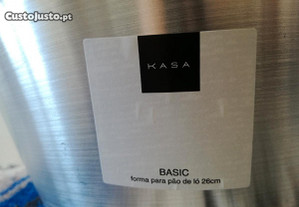 CustoJusto.pt
KASA
BASIC
forma para pão de ló 26cm